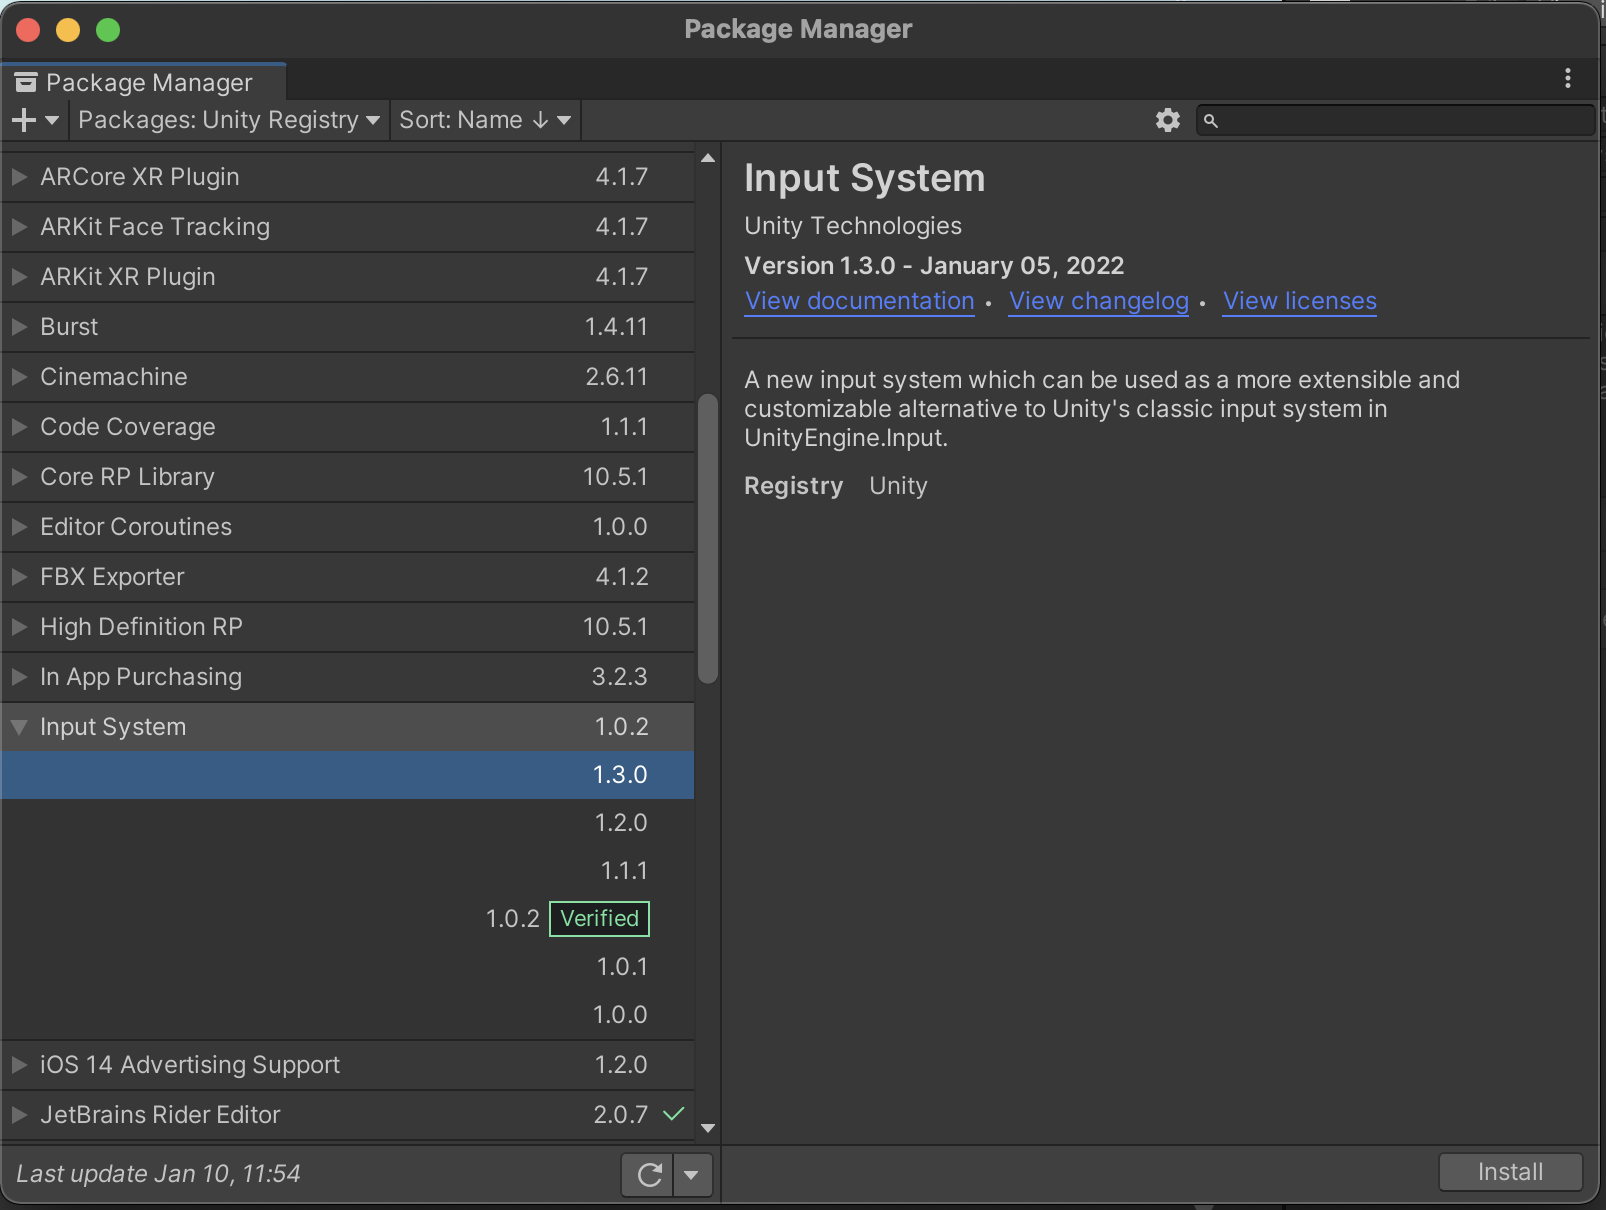 Package Manager
Package Manager
Packages: Unity Registry
Sort: Name ↓
ARCore XR Plugin 4.1.7
ARKit Face Tracking 4.1.7
ARKit XR Plugin 4.1.7
Burst 1.4.11
Cinemachine 2.6.11
Code Coverage 1.1.1
Core RP Library 10.5.1
Editor Coroutines 1.0.0
FBX Exporter 4.1.2
High Definition RP 10.5.1
In App Purchasing 3.2.3
Input System 1.0.2
1.3.0
1.2.0
1.1.1
1.0.2 Verified
1.0.1
1.0.0
iOS 14 Advertising Support 1.2.0
JetBrains Rider Editor 2.0.7
Last update Jan 10, 11:54
Input System
Unity Technologies
Version 1.3.0 - January 05, 2022
View documentation • View changelog • View licenses
A new input system which can be used as a more extensible and
customizable alternative to Unity's classic input system in
UnityEngine.Input.
Registry Unity
Install